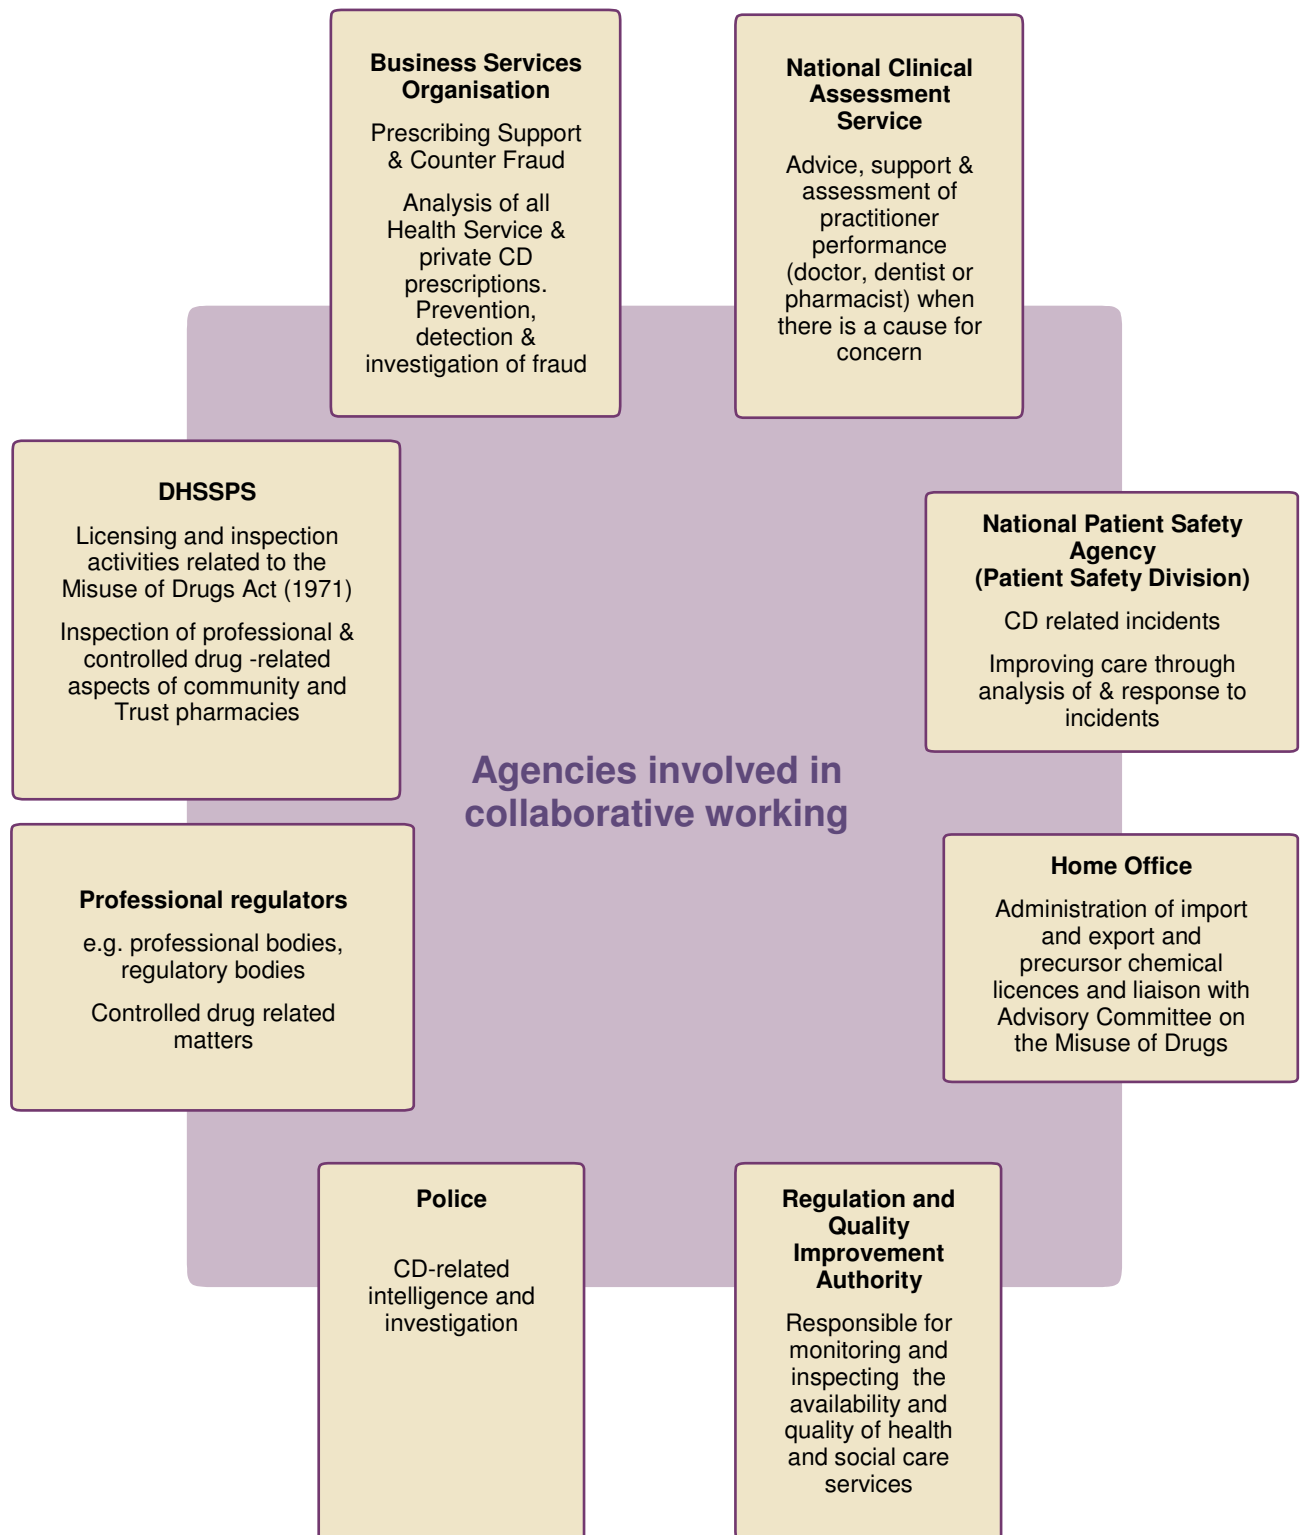 Business Services
Organisation
Prescribing Support
& Counter Fraud
Analysis of all
Health Service &
private CD
prescriptions.
Prevention,
detection &
investigation of fraud
National Clinical
Assessment
Service
Advice, support &
assessment of
practitioner
performance
(doctor, dentist or
pharmacist) when
there is a cause for
concern
DHSSPS
Licensing and inspection
activities related to the
Misuse of Drugs Act (1971)
Inspection of professional &
controlled drug -related
aspects of community and
Trust pharmacies
National Patient Safety
Agency
(Patient Safety Division)
CD related incidents
Improving care through
analysis of & response to
incidents
Agencies involved in
collaborative working
Professional regulators
e.g. professional bodies,
regulatory bodies
Controlled drug related
matters
Home Office
Administration of import
and export and
precursor chemical
licences and liaison with
Advisory Committee on
the Misuse of Drugs
Police
CD-related
intelligence and
investigation
Regulation and
Quality
Improvement
Authority
Responsible for
monitoring and
inspecting  the
availability and
quality of health
and social care
services